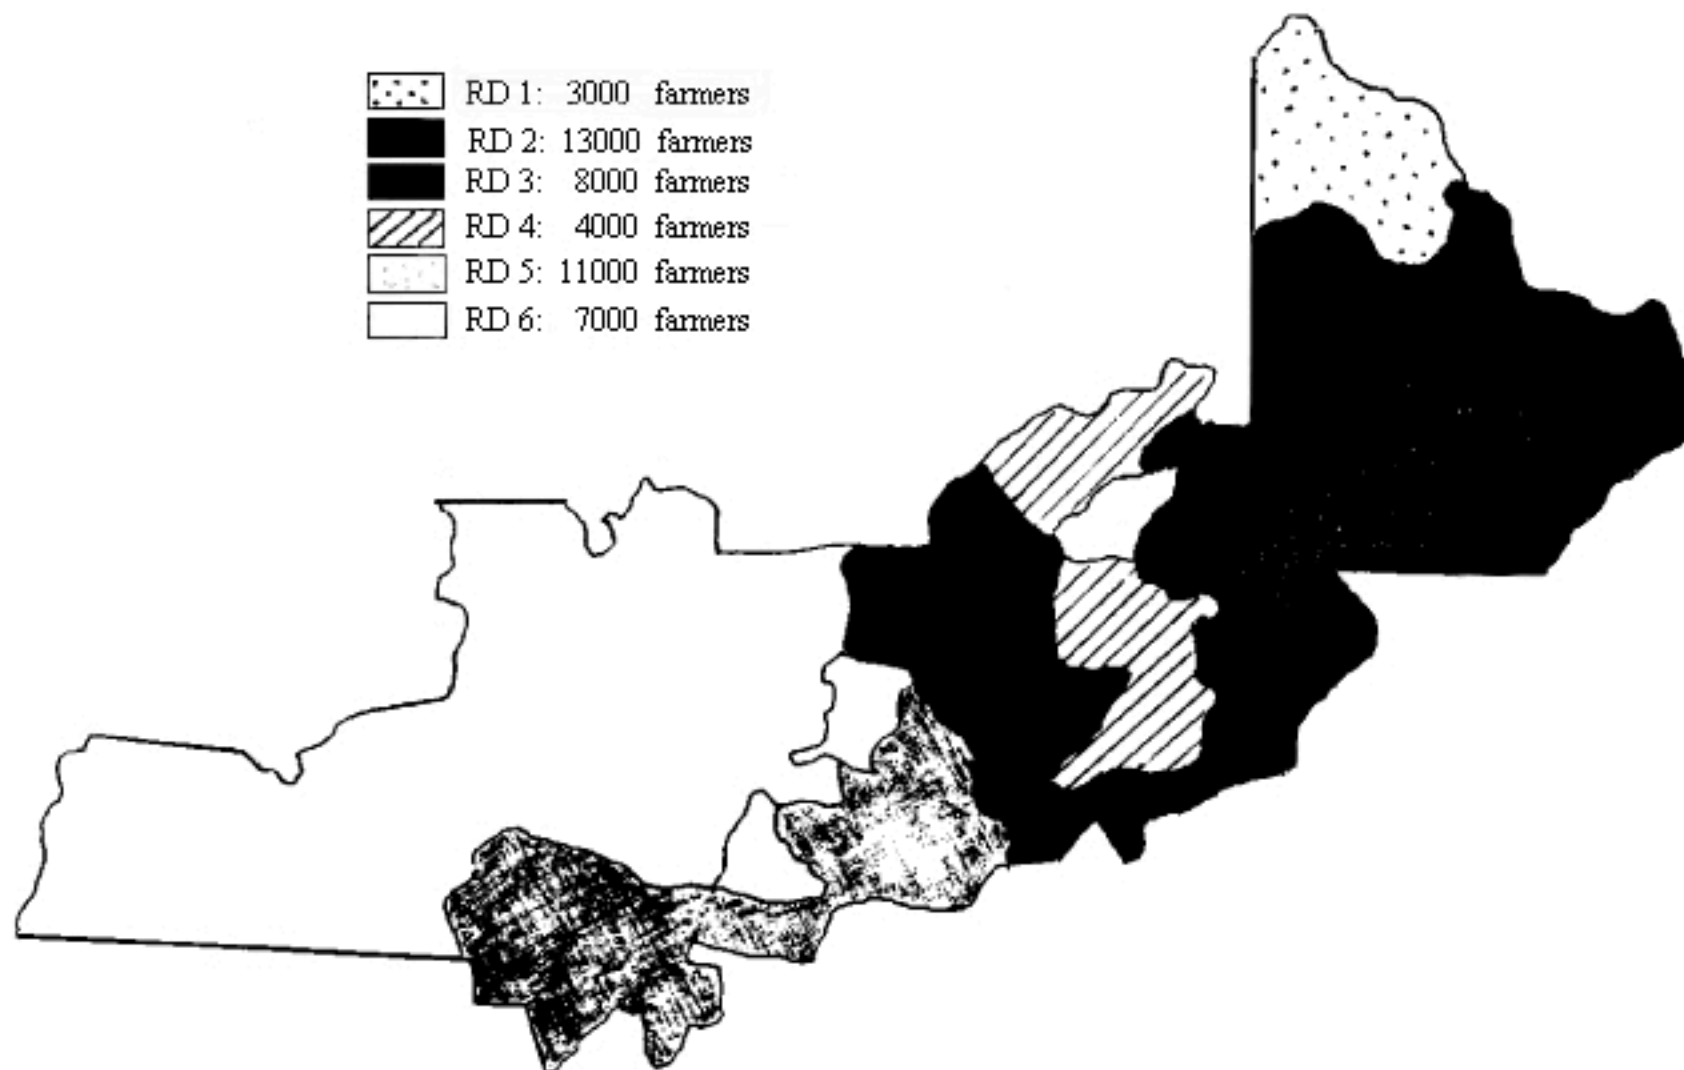 RD 1: 3000 farmers
RD 2: 13000 farmers
RD 3: 8000 farmers
RD 4: 4000 farmers
RD 5: 11000 farmers
RD 6: 7000 farmers